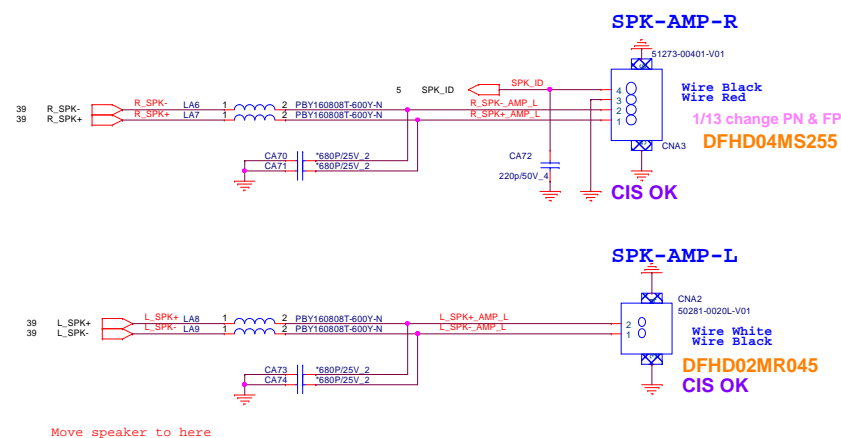 SPK-AMP-R
51273-00401-V01
5 SPK_ID SPK_ID
4
3
2
1
Wire Black
Wire Red
39 R_SPK- R_SPK- LA6 1 2 PBY160808T-600Y-N R_SPK-_AMP_L
39 R_SPK+ R_SPK+ LA7 1 2 PBY160808T-600Y-N R_SPK+_AMP_L
1/13 change PN & FP
DFHD04MS255
CNA3
CA70 *680P/25V_2
CA71 *680P/25V_2
CA72
220p/50V_4
CIS OK
SPK-AMP-L
CNA2
50281-0020L-V01
39 L_SPK+ L_SPK+ LA8 1 2 PBY160808T-600Y-N L_SPK+_AMP_L 2
39 L_SPK- L_SPK- LA9 1 2 PBY160808T-600Y-N L_SPK-_AMP_L 1
Wire White
Wire Black
DFHD02MR045
CIS OK
CA73 *680P/25V_2
CA74 *680P/25V_2
Move speaker to here